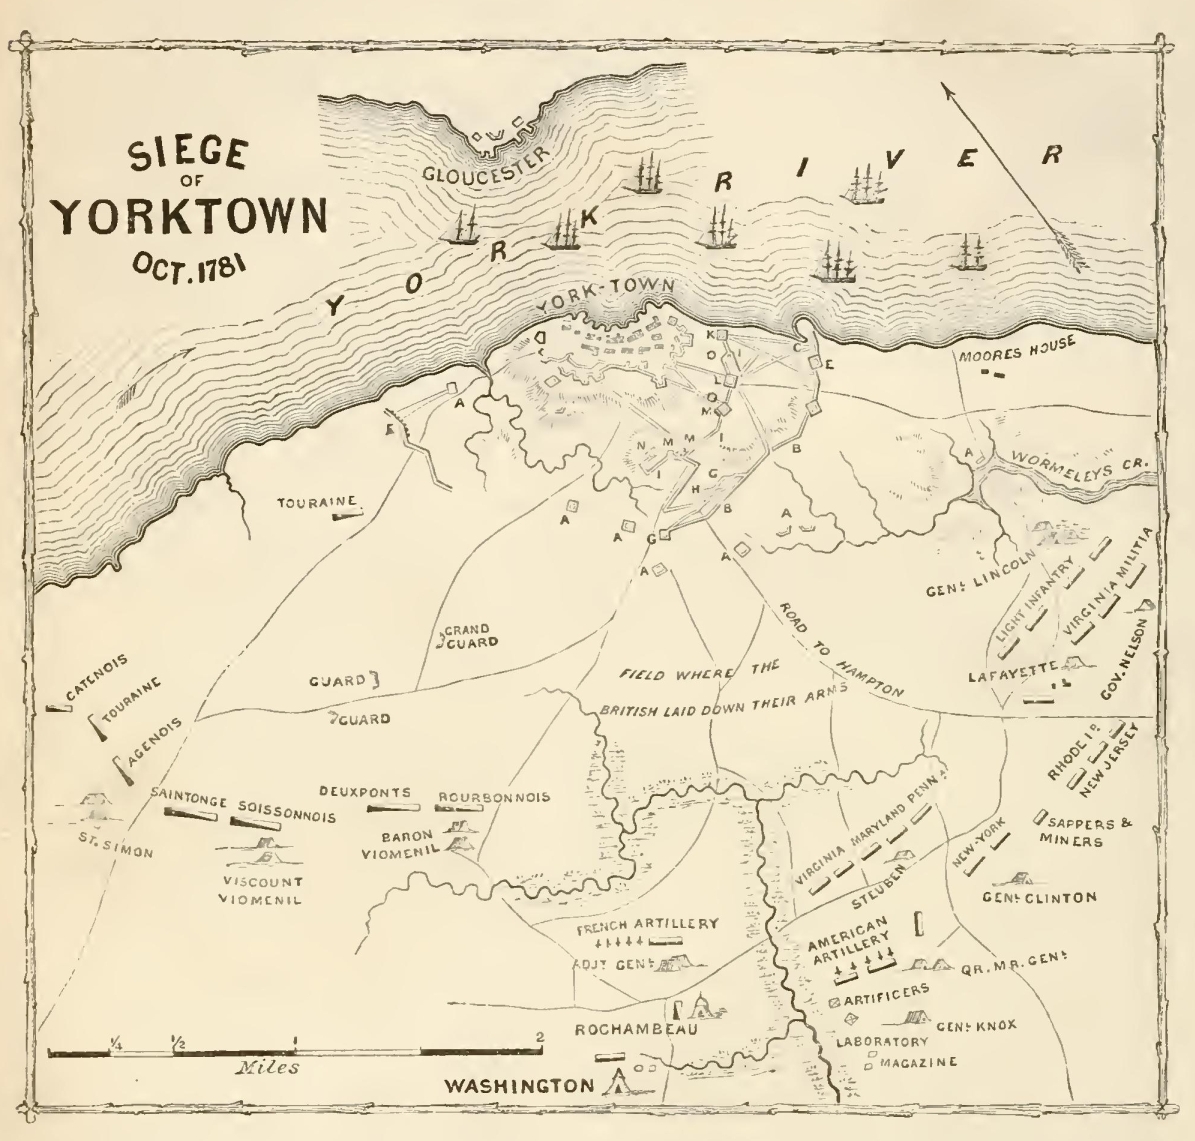 SIEGE
OF
YORKTOWN
OCT. 1781
GLOUCESTER
YORK RIVER
YORK-TOWN
K
O
I
C
E
L
O
M
A
E
N
M
M
I
I
G
H
B
B
MOORES HOUSE
A
WORMELEYS CR.
TOURAINE
A
A
G
A
A
A
GENL. LINCOLN
LIGHT INFANTRY
VIRGINIA MILITIA
GRAND
GUARD
ROAD TO HAMPTON
GOV. NELSON
LAFAYETTE
GUARD
GUARD
FIELD WHERE THE
BRITISH LAID DOWN THEIR ARMS
CATENOIS
TOURAINE
AGENOIS
RHODE ID.
NEW JERSEY
SAINTONGE SOISSONNOIS
DEUXPONTS
BOURBONNOIS
ST. SIMON
BARON
VIOMENIL
VISCOUNT
VIOMENIL
VIRGINIA MARYLAND PENN.
STEUBEN
NEW-YORK
SAPPERS &
MINERS
GENL. CLINTON
FRENCH ARTILLERY
ADJT GENL.
AMERICAN
ARTILLERY
QR. MR. GENL.
ARTIFICERS
GENL. KNOX
LABORATORY
MAGAZINE
ROCHAMBEAU
1/4
1/2
1
2
Miles
WASHINGTON